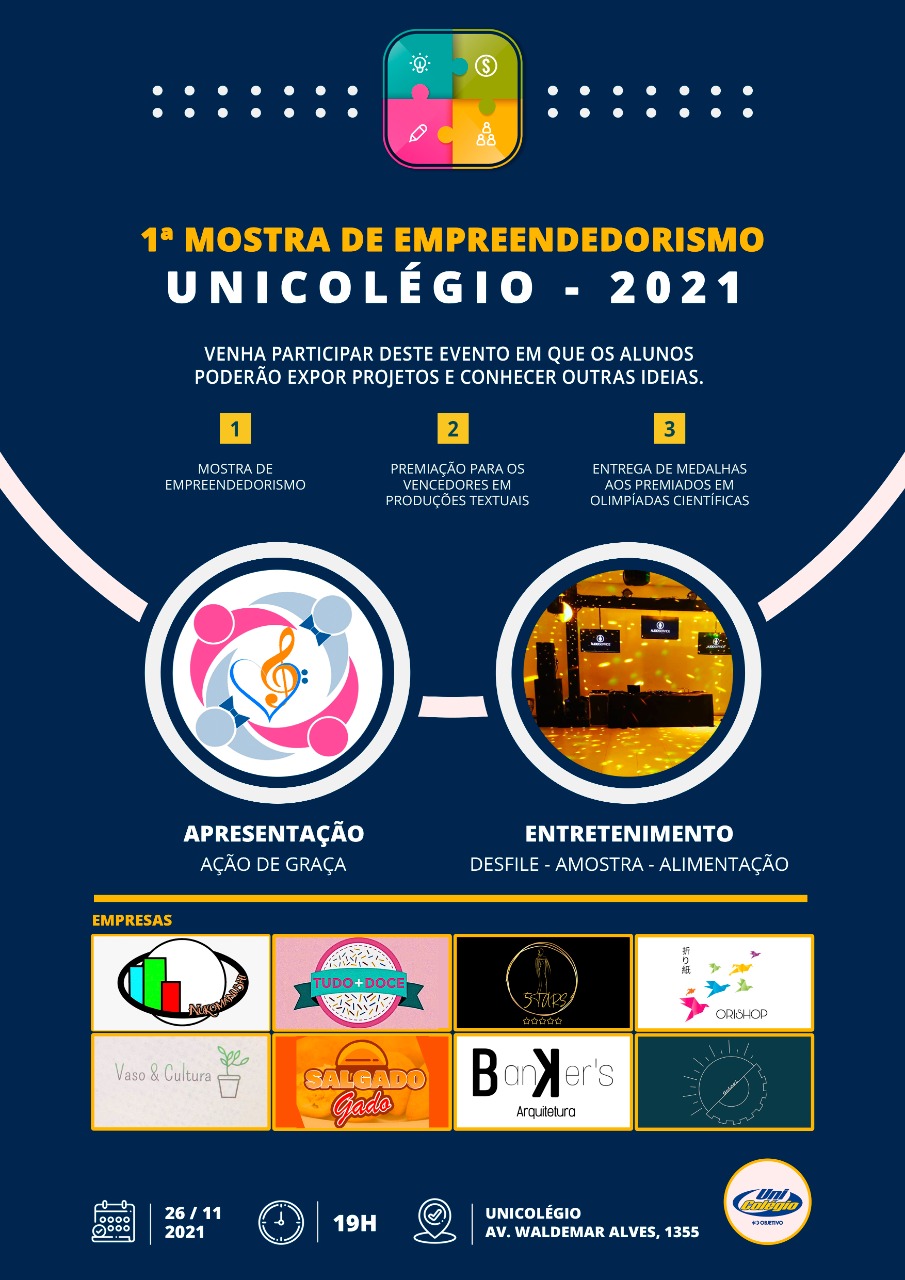 1ª MOSTRA DE EMPREENDEDORISMO
UNICOLÉGIO - 2021
VENHA PARTICIPAR DESTE EVENTO EM QUE OS ALUNOS
PODERÃO EXPOR PROJETOS E CONHECER OUTRAS IDEIAS.
1
MOSTRA DE
EMPREENDEDORISMO
2
PREMIAÇÃO PARA OS
VENCEDORES EM
PRODUÇÕES TEXTUAIS
3
ENTREGA DE MEDALHAS
AOS PREMIADOS EM
OLIMPÍADAS CIENTÍFICAS
APRESENTAÇÃO
AÇÃO DE GRAÇA
ENTRETENIMENTO
DESFILE - AMOSTRA - ALIMENTAÇÃO
EMPRESAS
TUDO+DOCE
5TARS
折り紙
ORISHOP
Vaso & Cultura
SALGADO
Gado
BanKer's
Arquitetura
26 / 11
2021
19H
UNICOLÉGIO
AV. WALDEMAR ALVES, 1355
Uni
Colégio
OBJETIVO